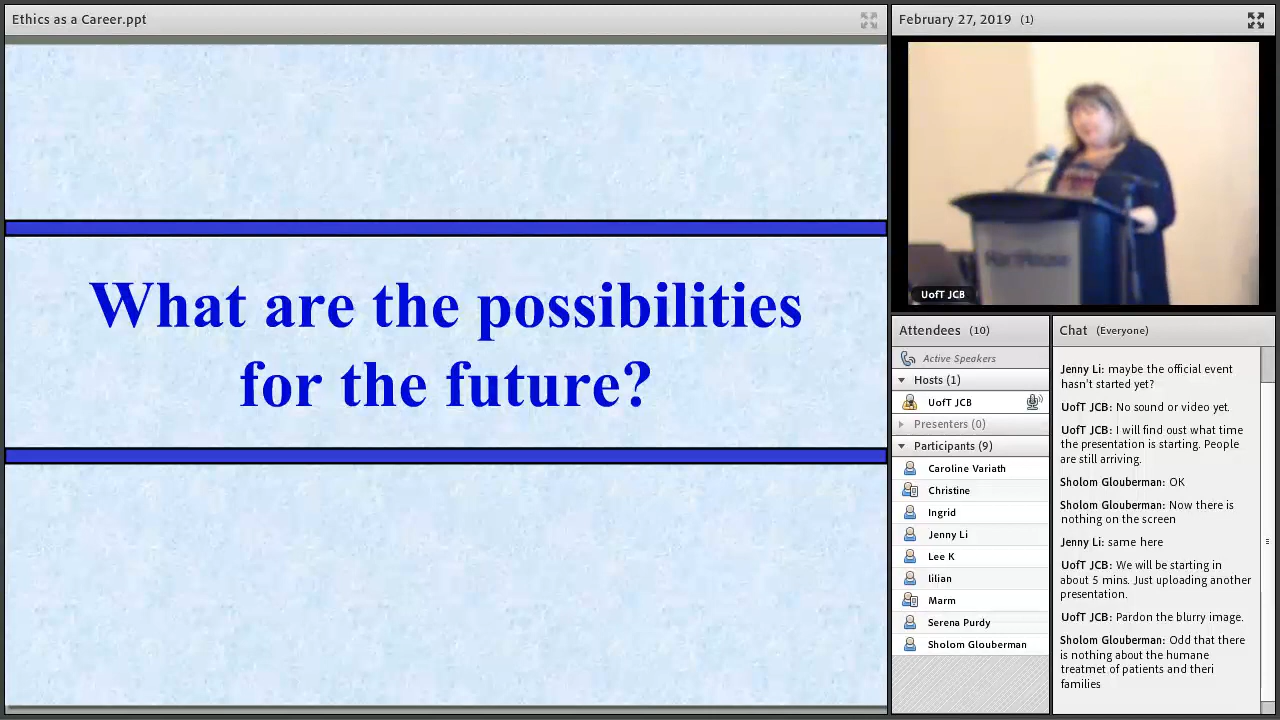 Ethics as a Career.ppt
What are the possibilities
for the future?
February 27, 2019 (1)
HartHouse
UofT JCB
Attendees (10)
Active Speakers
Hosts (1)
UofT JCB
Presenters (0)
Participants (9)
Caroline Variath
Christine
Ingrid
Jenny Li
Lee K
lilian
Marm
Serena Purdy
Sholom Glouberman
Chat (Everyone)
Jenny Li: maybe the official event
hasn't started yet?
UofT JCB: No sound or video yet.
UofT JCB: I will find oust what time
the presentation is starting. People
are still arriving.
Sholom Glouberman: OK
Sholom Glouberman: Now there is
nothing on the screen
Jenny Li: same here
UofT JCB: We will be starting in
about 5 mins. Just uploading another
presentation.
UofT JCB: Pardon the blurry image.
Sholom Glouberman: Odd that there
is nothing about the humane
treatmet of patients and theri
families